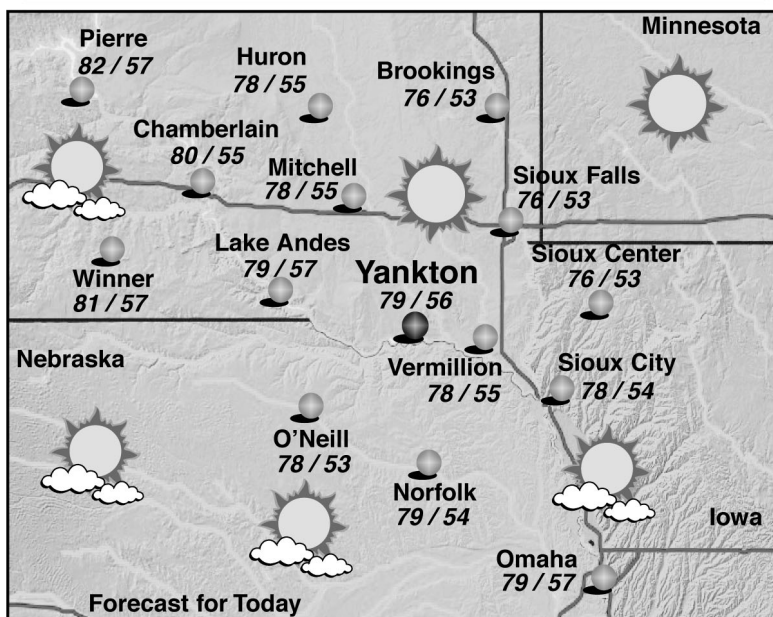 Minnesota
Pierre
82 / 57
Huron
78 / 55
Brookings
76 / 53
Chamberlain
80 / 55
Mitchell
78 / 55
Sioux Falls
76 / 53
Winner
81 / 57
Lake Andes
79 / 57
Yankton
79 / 56
Sioux Center
76 / 53
Nebraska
Vermillion
78 / 55
Sioux City
78 / 54
O'Neill
78 / 53
Norfolk
79 / 54
Iowa
Omaha
79 / 57
Forecast for Today